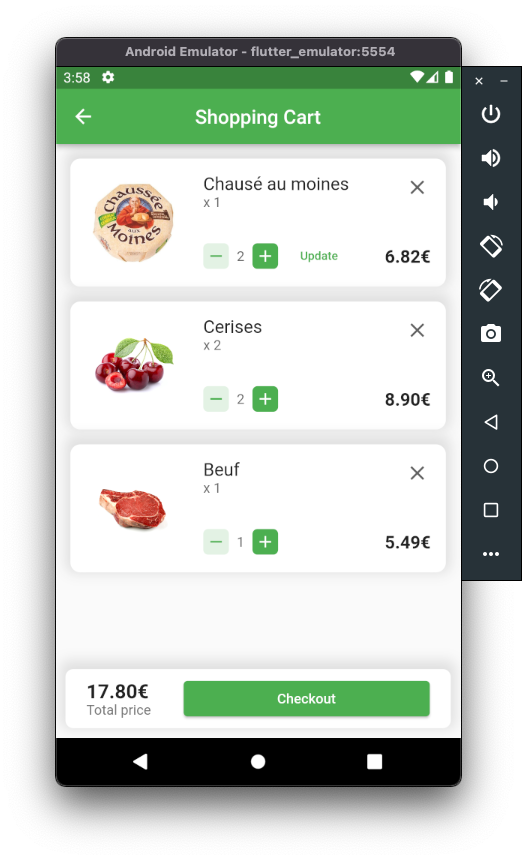 Android Emulator - flutter_emulator:5554
3:58
Shopping Cart
Chaussée
aux
Moines
Chausé au moines
x 1
2
Update
6.82€
Cerises
x 2
2
8.90€
Beuf
x 1
1
5.49€
17.80€
Total price
Checkout